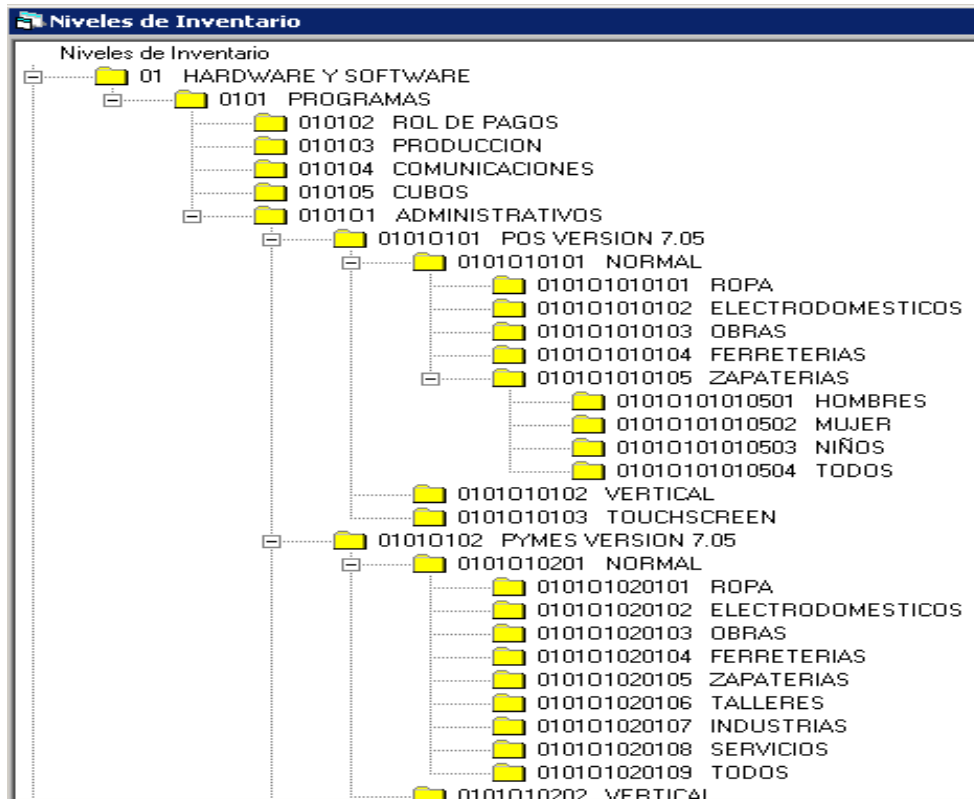 Niveles de Inventario
Niveles de Inventario
01 HARDWARE Y SOFTWARE
0101 PROGRAMAS
010102 ROL DE PAGOS
010103 PRODUCCION
010104 COMUNICACIONES
010105 CUBOS
010101 ADMINISTRATIVOS
01010101 POS VERSION 7.05
0101010101 NORMAL
010101010101 ROPA
010101010102 ELECTRODOMESTICOS
010101010103 OBRAS
010101010104 FERRETERIAS
010101010105 ZAPATERIAS
01010101010501 HOMBRES
01010101010502 MUJER
01010101010503 NIÑOS
01010101010504 TODOS
0101010102 VERTICAL
0101010103 TOUCHSCREEN
01010102 PYMES VERSION 7.05
0101010201 NORMAL
010101020101 ROPA
010101020102 ELECTRODOMESTICOS
010101020103 OBRAS
010101020104 FERRETERIAS
010101020105 ZAPATERIAS
010101020106 TALLERES
010101020107 INDUSTRIAS
010101020108 SERVICIOS
010101020109 TODOS
0101010202 VERTICAL